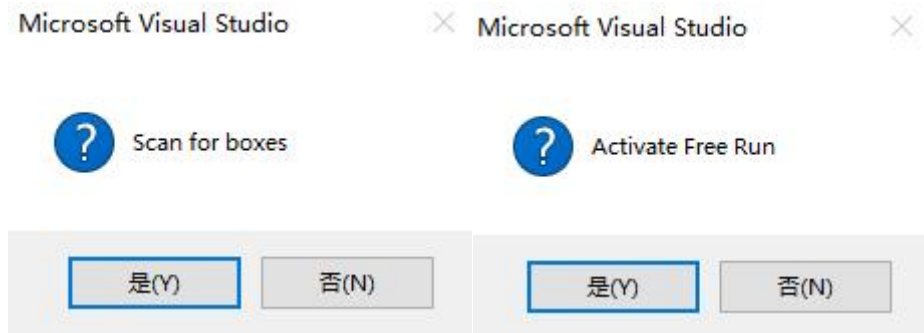 Microsoft Visual Studio
Scan for boxes
是(Y)
否(N)
Microsoft Visual Studio
Activate Free Run
是(Y)
否(N)